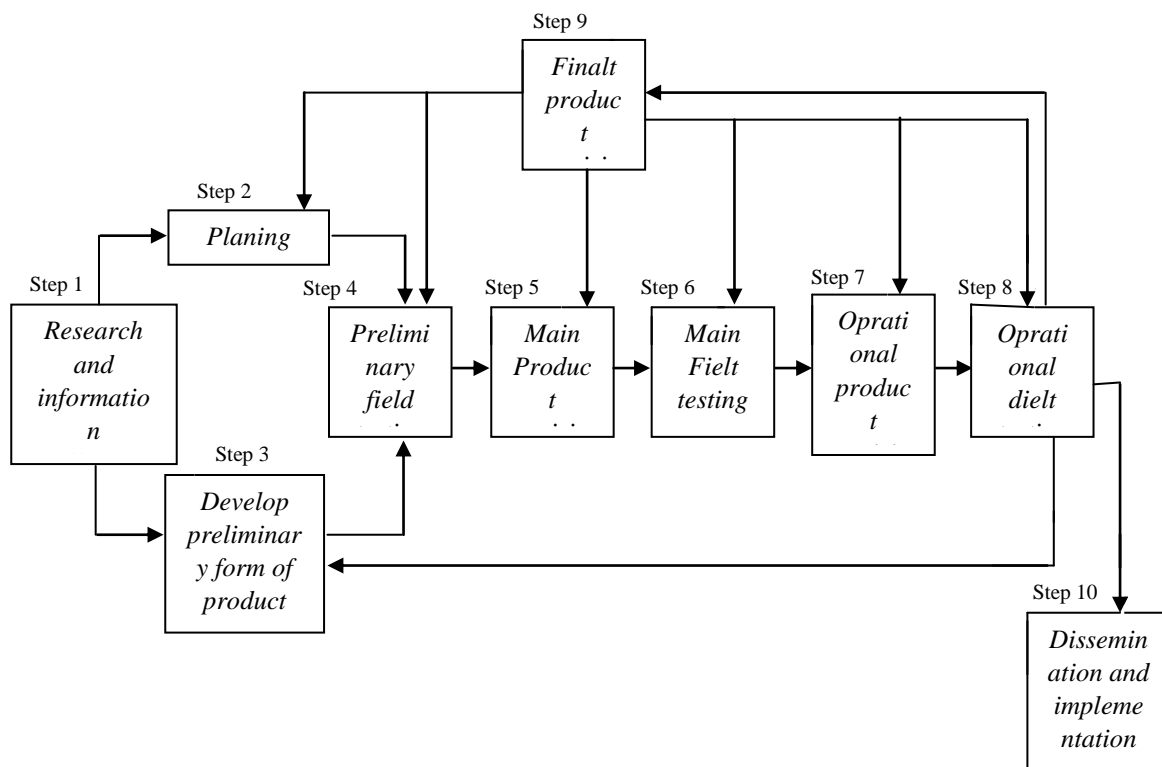 Step 9
Finalt
produc
t
Step 2
Planing
Step 1
Research
and
informatio
n
Step 3
Develop
preliminar
y form of
product
Step 4
Prelimi
nary
field
Step 5
Main
Produc
t
Step 6
Main
Fielt
testing
Step 7
Oprati
onal
produc
t
Step 8
Oprati
onal
dielt
Step 10
Dissemin
ation and
impleme
ntation